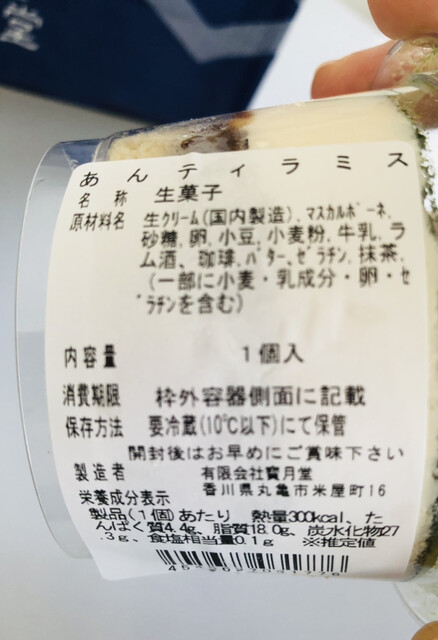 堂
あんティラミス
名称 生菓子
原材料名 生クリーム(国内製造)、マスカルポーネ、
砂糖、卵、小豆、小麦粉、牛乳、ラ
ム酒、珈琲、バター、ゼラチン、抹茶、
(一部に小麦・乳成分・卵・ゼ
ラチンを含む)
内容量 1個入
消費期限 枠外容器側面に記載
保存方法 要冷蔵(10℃以下)にて保管
開封後はお早めにご賞味下さい
製造者 有限会社寳月堂
香川県丸亀市米屋町16
栄養成分表示
製品(1個)あたり 熱量300kcal、た
んぱく質4.4g、脂質18.0g、炭水化物27
.3g、食塩相当量0.1g ※推定値